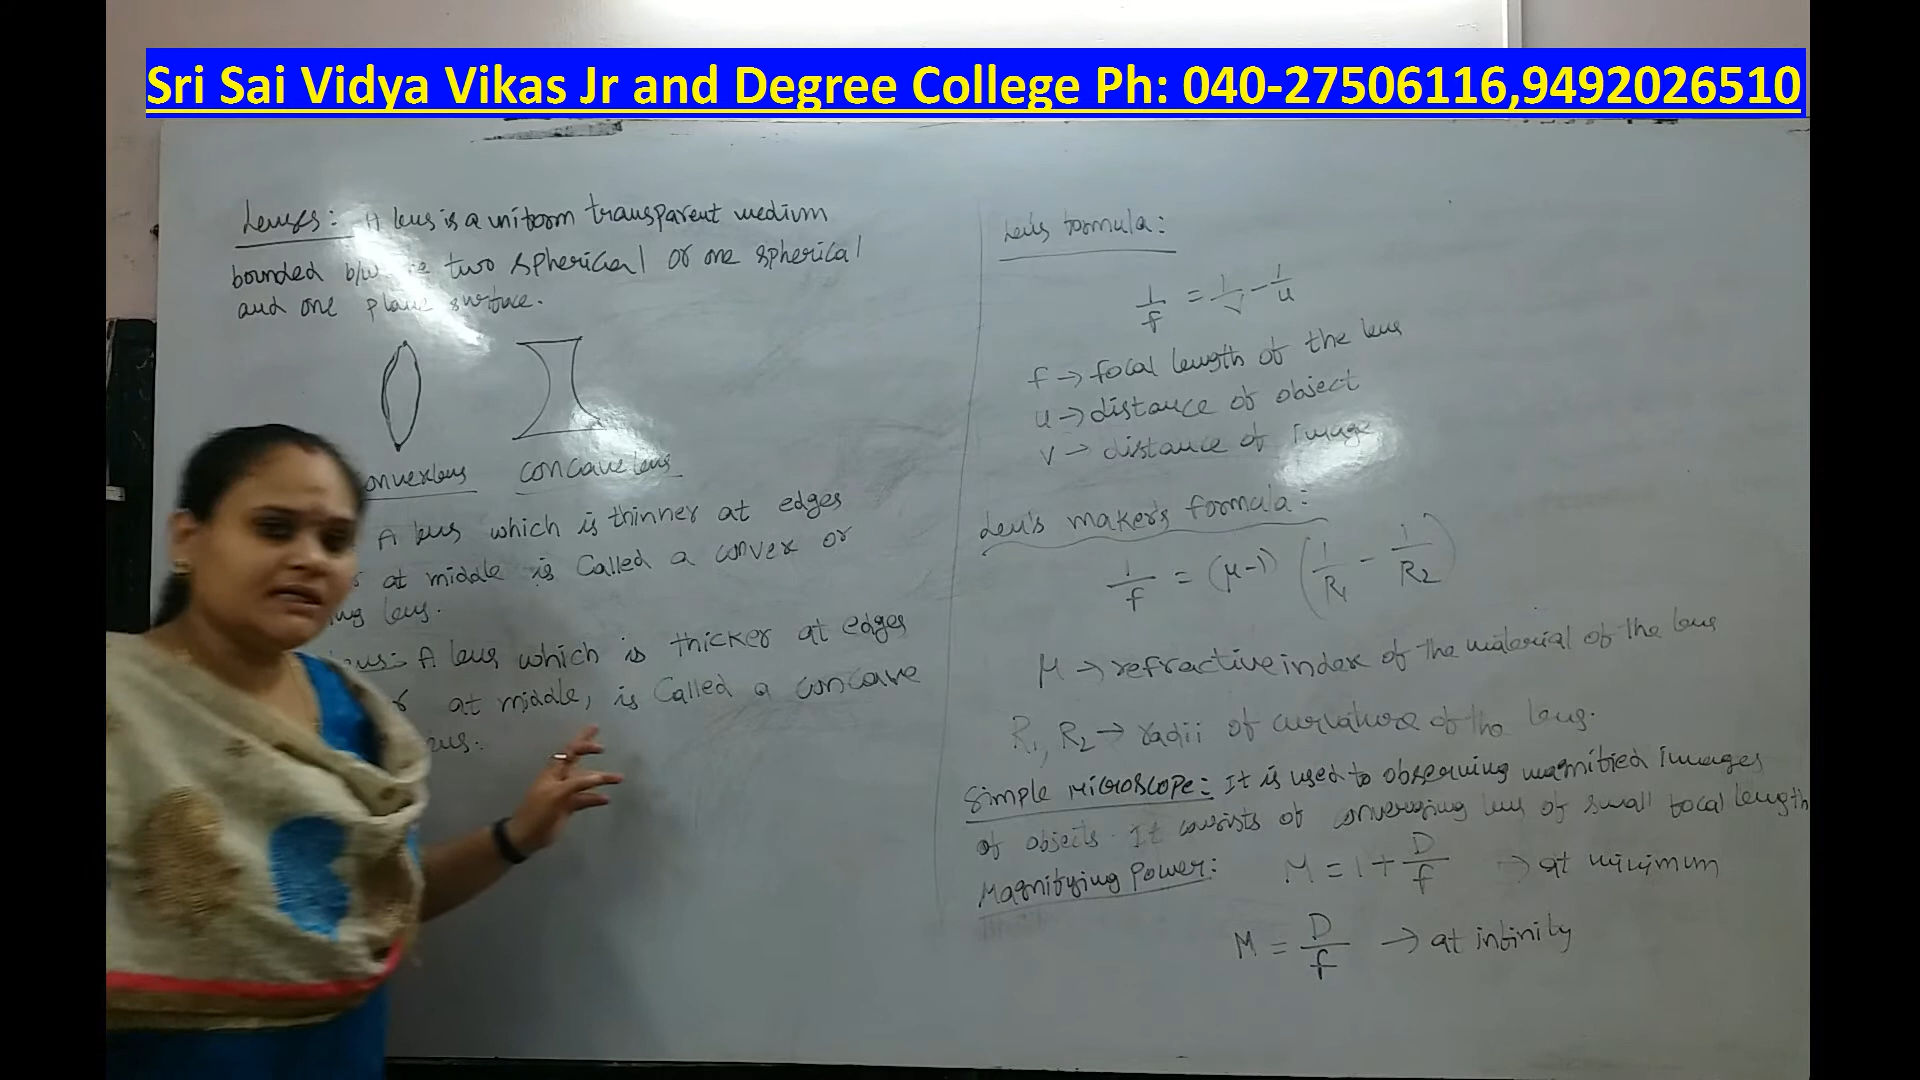 Sri Sai Vidya Vikas Jr and Degree College Ph: 040-27506116,9492026510
Lenses: A lens is a uniform transparent medium
bounded b/w two spherical or one spherical
and one plane surface.
convex lens concave lens
A lens which is thinner at edges
at middle is called a convex or
ing lens.
lens:- A lens which is thicker at edges
r at middle, is called a concave
lens.
Len's formula:
1/f = 1/v - 1/u
f → focal length of the lens
u → distance of object
v → distance of image
Len's maker's formula:
1/f = (μ-1) (1/R1 - 1/R2)
μ → refractive index of the material of the lens
R1, R2 → radii of curvature of the lens.
Simple Microscope: It is used to observing magnified images
of objects. It consists of converging lens of small focal length
Magnifying Power: M = 1 + D/f → at minimum
M = D/f → at infinity